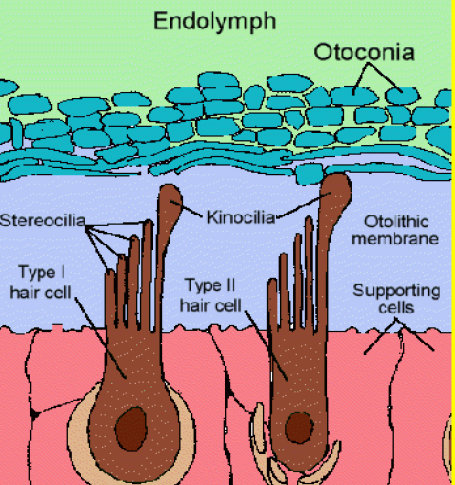 Endolymph
Otoconia
Stereocilia
Kinocilia
Otolithic
membrane
Type I
hair cell
Type II
hair cell
Supporting
cells